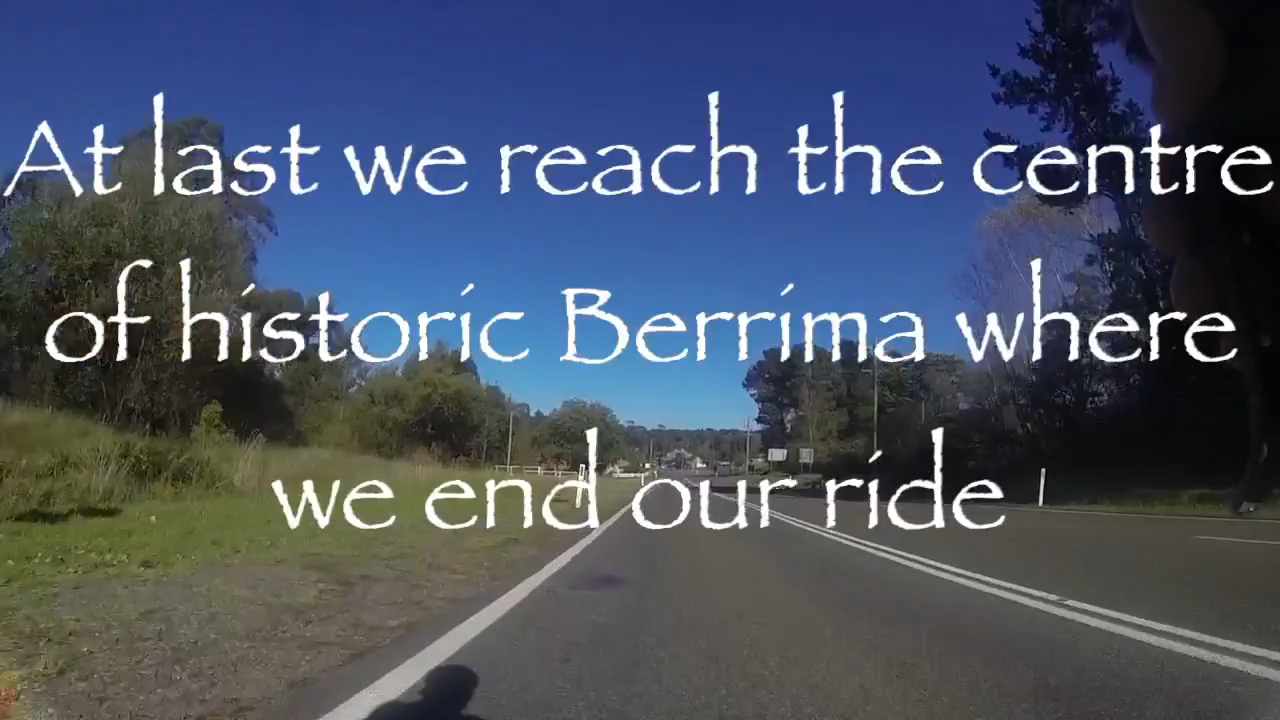 At last we reach the centre
of historic Berrima where
we end our ride